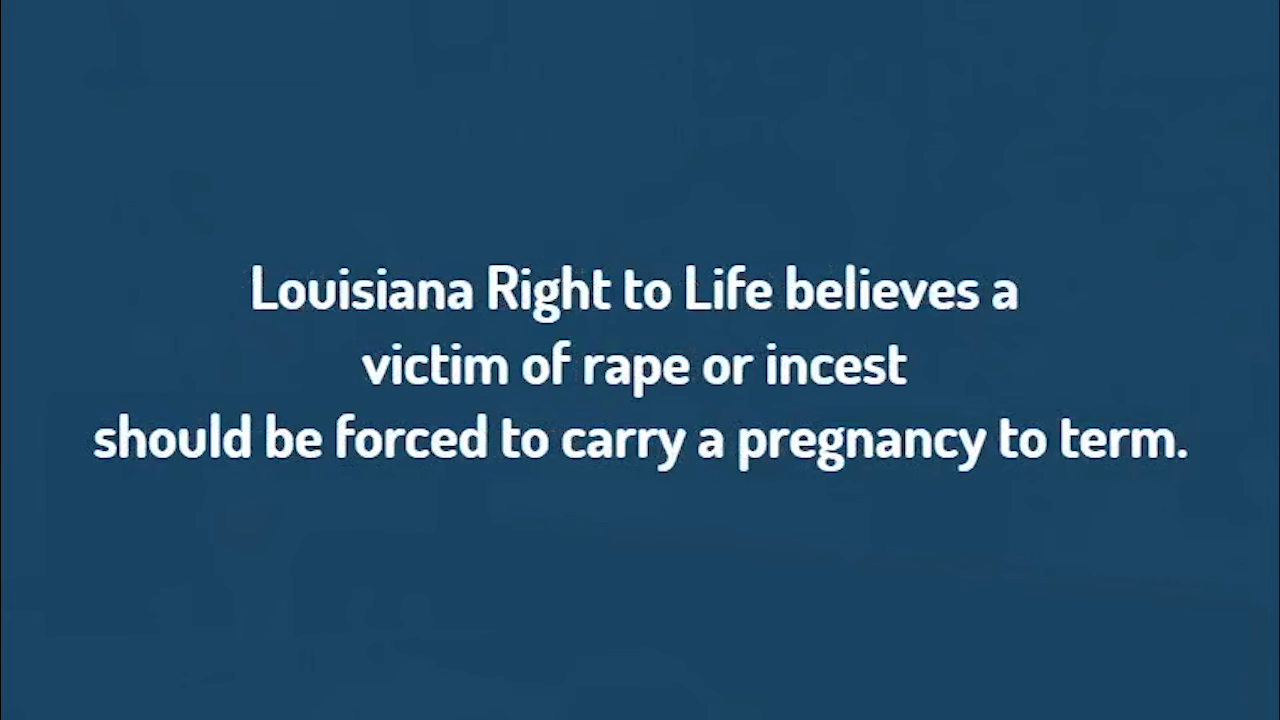 Louisiana Right to Life believes a
victim of rape or incest
should be forced to carry a pregnancy to term.